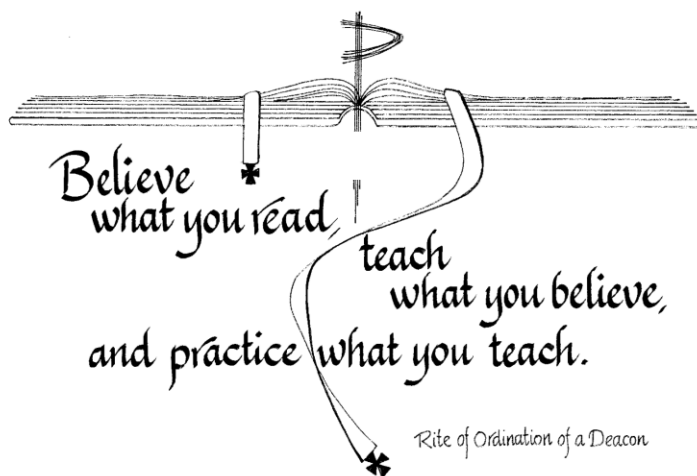 Believe
what you read,
teach
what you believe,
and practice what you teach.
Rite of Ordination of a Deacon